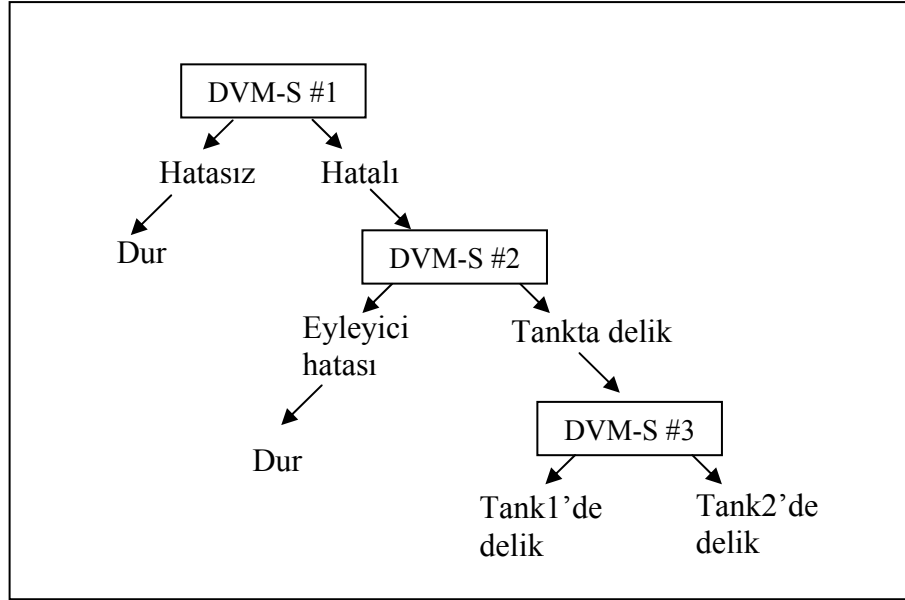 DVM-S #1
Hatasız
Hatalı
Dur
DVM-S #2
Eyleyici
hatası
Tankta delik
Dur
DVM-S #3
Tank1’de
delik
Tank2’de
delik